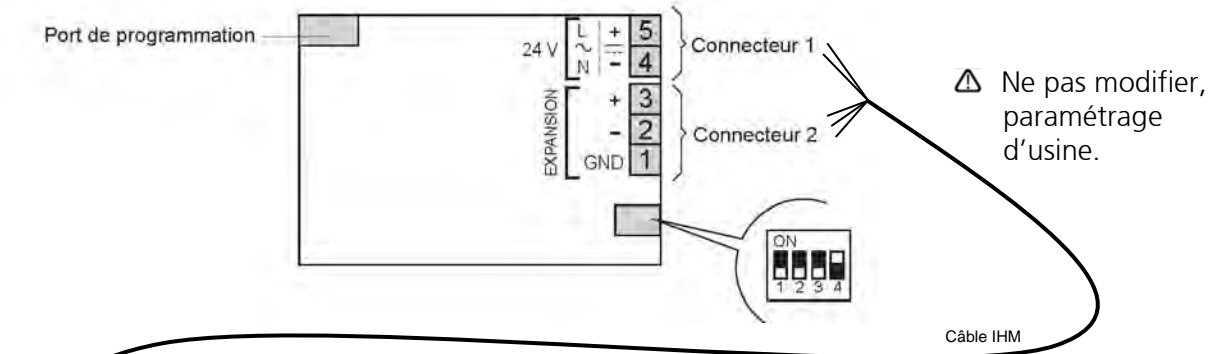 Port de programmation
24 V
L + 5
~ ⎓
N - 4
Connecteur 1
EXPANSION
+ 3
- 2
GND 1
Connecteur 2
⚠ Ne pas modifier,
paramétrage
d’usine.
ON
1 2 3 4
Câble IHM